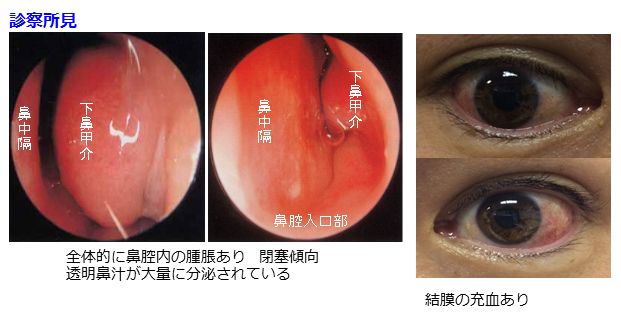 診察所見
鼻中隔
下鼻甲介
鼻中隔
下鼻甲介
鼻腔入口部
全体的に鼻腔内の腫脹あり 閉塞傾向
透明鼻汁が大量に分泌されている
結膜の充血あり